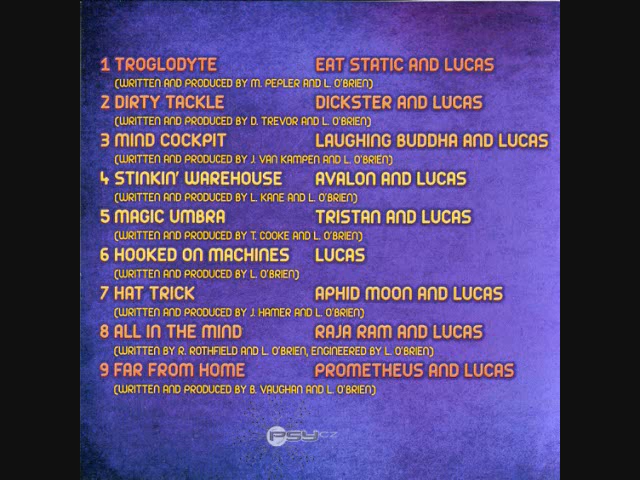 1 TROGLODYTE EAT STATIC AND LUCAS
(WRITTEN AND PRODUCED BY M. PEPLER AND L. O'BRIEN)
2 DIRTY TACKLE DICKSTER AND LUCAS
(WRITTEN AND PRODUCED BY D. TREVOR AND L. O'BRIEN)
3 MIND COCKPIT LAUGHING BUDDHA AND LUCAS
(WRITTEN AND PRODUCED BY J. VAN KAMPEN AND L. O'BRIEN)
4 STINKIN' WAREHOUSE AVALON AND LUCAS
(WRITTEN AND PRODUCED BY L. KANE AND L. O'BRIEN)
5 MAGIC UMBRA TRISTAN AND LUCAS
(WRITTEN AND PRODUCED BY T. COOKE AND L. O'BRIEN)
6 HOOKED ON MACHINES LUCAS
(WRITTEN AND PRODUCED BY L. O'BRIEN)
7 HAT TRICK APHID MOON AND LUCAS
(WRITTEN AND PRODUCED BY J. HAMER AND L. O'BRIEN)
8 ALL IN THE MIND RAJA RAM AND LUCAS
(WRITTEN BY R. ROTHFIELD AND L. O'BRIEN, ENGINEERED BY L. O'BRIEN)
9 FAR FROM HOME PROMETHEUS AND LUCAS
(WRITTEN AND PRODUCED BY B. VAUGHAN AND L. O'BRIEN)
PSYCZ